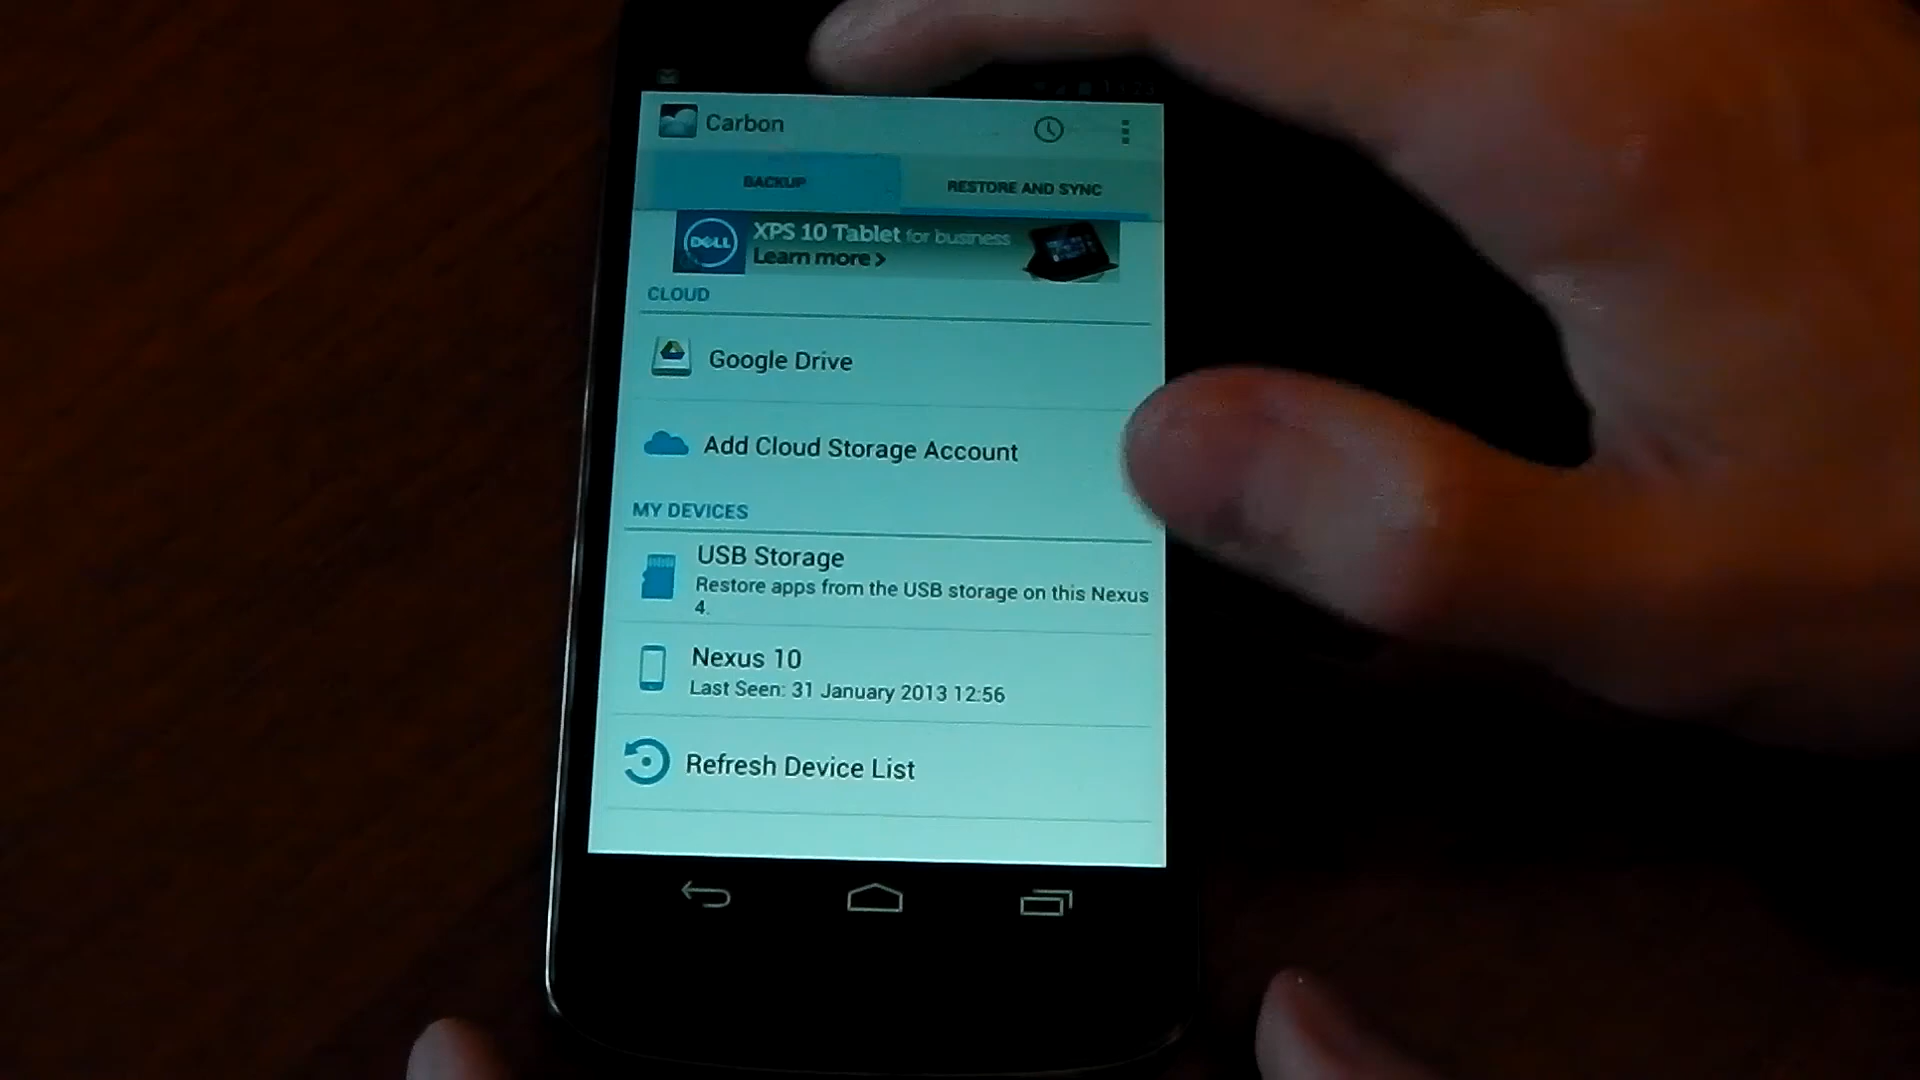 11:23
Carbon
BACKUP
RESTORE AND SYNC
DELL
XPS 10 Tablet for business
Learn more >
CLOUD
Google Drive
Add Cloud Storage Account
MY DEVICES
USB Storage
Restore apps from the USB storage on this Nexus
4.
Nexus 10
Last Seen: 31 January 2013 12:56
Refresh Device List